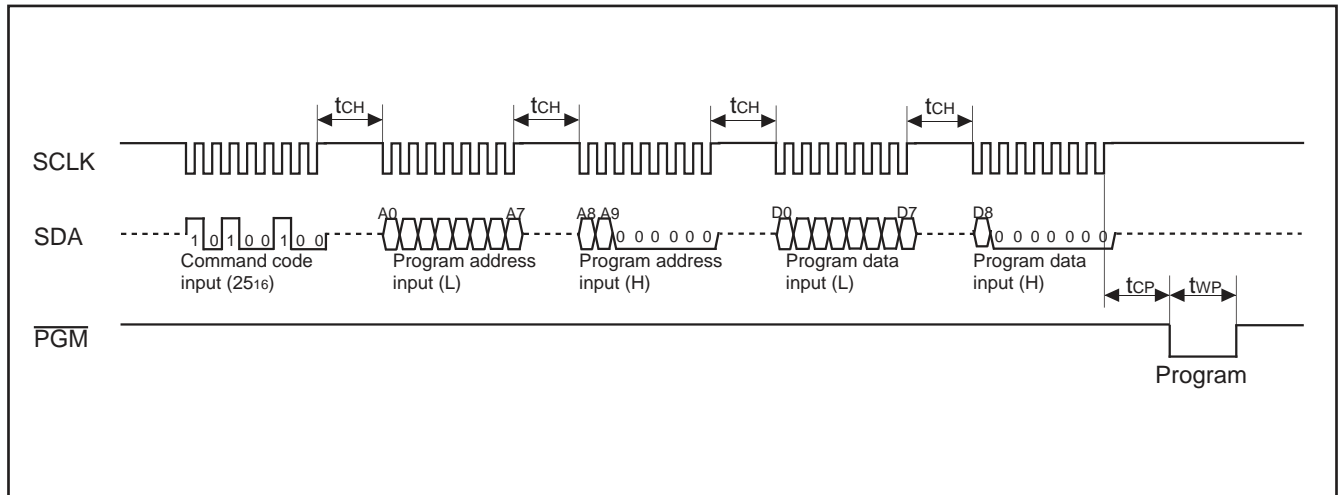 tCH tCH tCH tCH
SCLK
A0 A7 A8 A9 D0 D7 D8
SDA
1 0 1 0 0 1 0 0 0 0 0 0 0 0 0 0 0 0 0 0 0
Command code
input (2516)
Program address
input (L)
Program address
input (H)
Program data
input (L)
Program data
input (H)
tCP tWP
PGM
Program